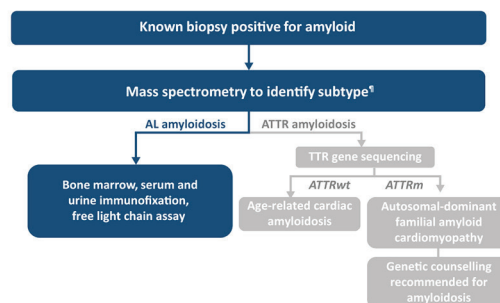 Known biopsy positive for amyloid
Mass spectrometry to identify subtype¶
AL amyloidosis
ATTR amyloidosis
Bone marrow, serum and
urine immunofixation,
free light chain assay
TTR gene sequencing
ATTRwt
ATTRm
Age-related cardiac
amyloidosis
Autosomal-dominant
familial amyloid
cardiomyopathy
Genetic counselling
recommended for
amyloidosis